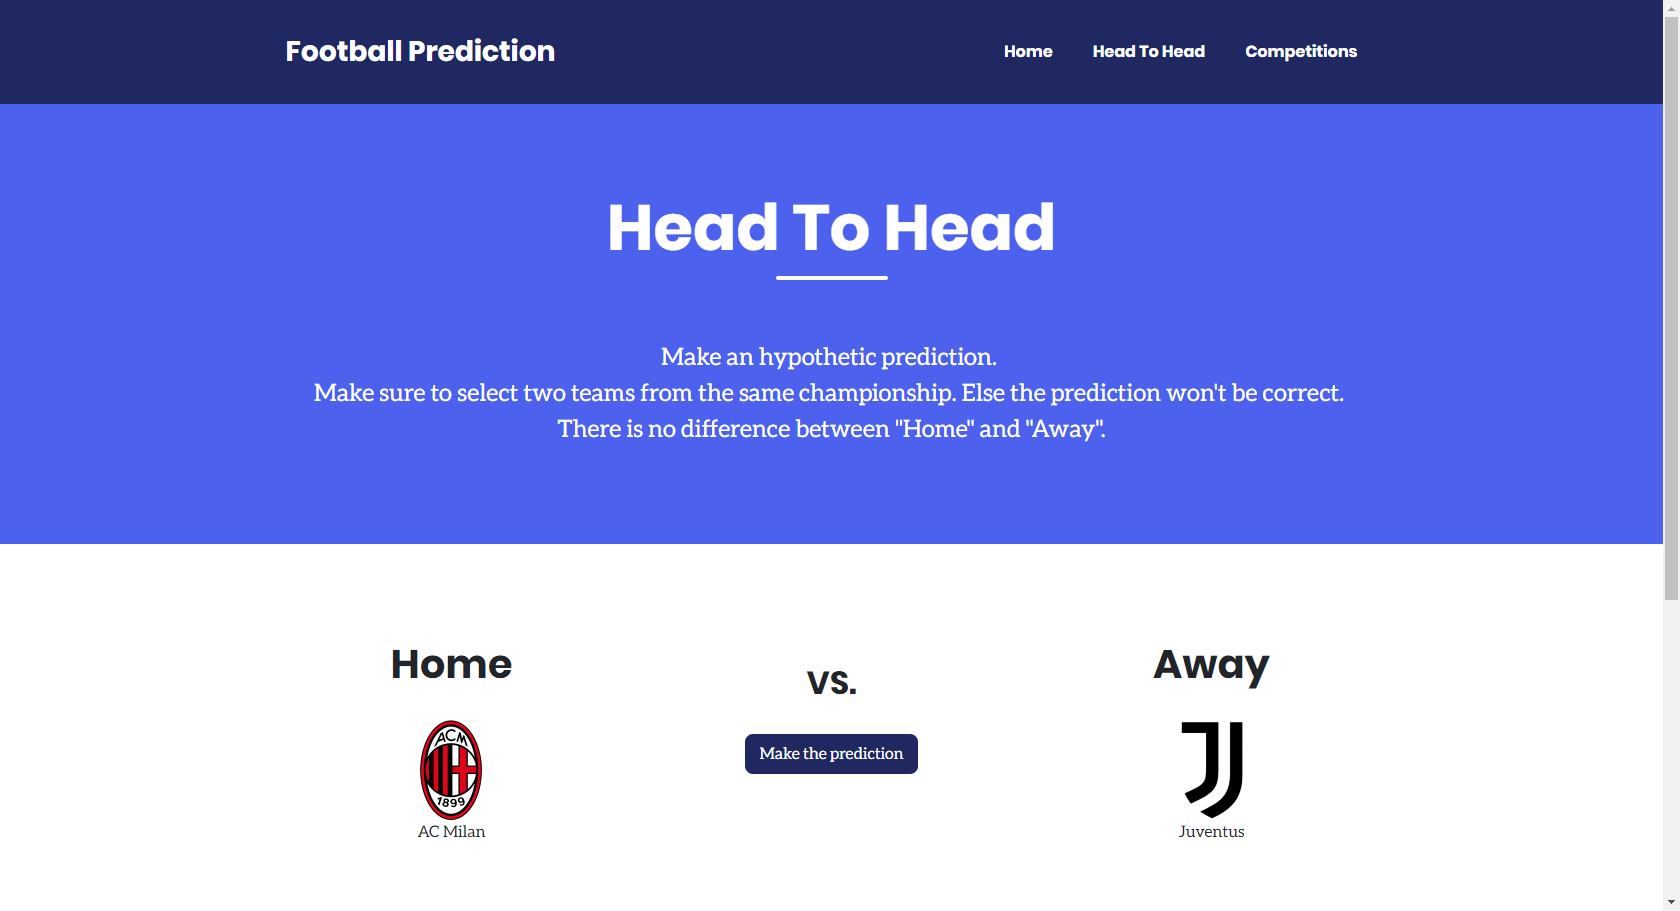 Football Prediction
Home Head To Head Competitions
Head To Head
Make an hypothetic prediction.
Make sure to select two teams from the same championship. Else the prediction won't be correct.
There is no difference between "Home" and "Away".
Home
vs.
Away
Make the prediction
ACM
1899
AC Milan
Juventus